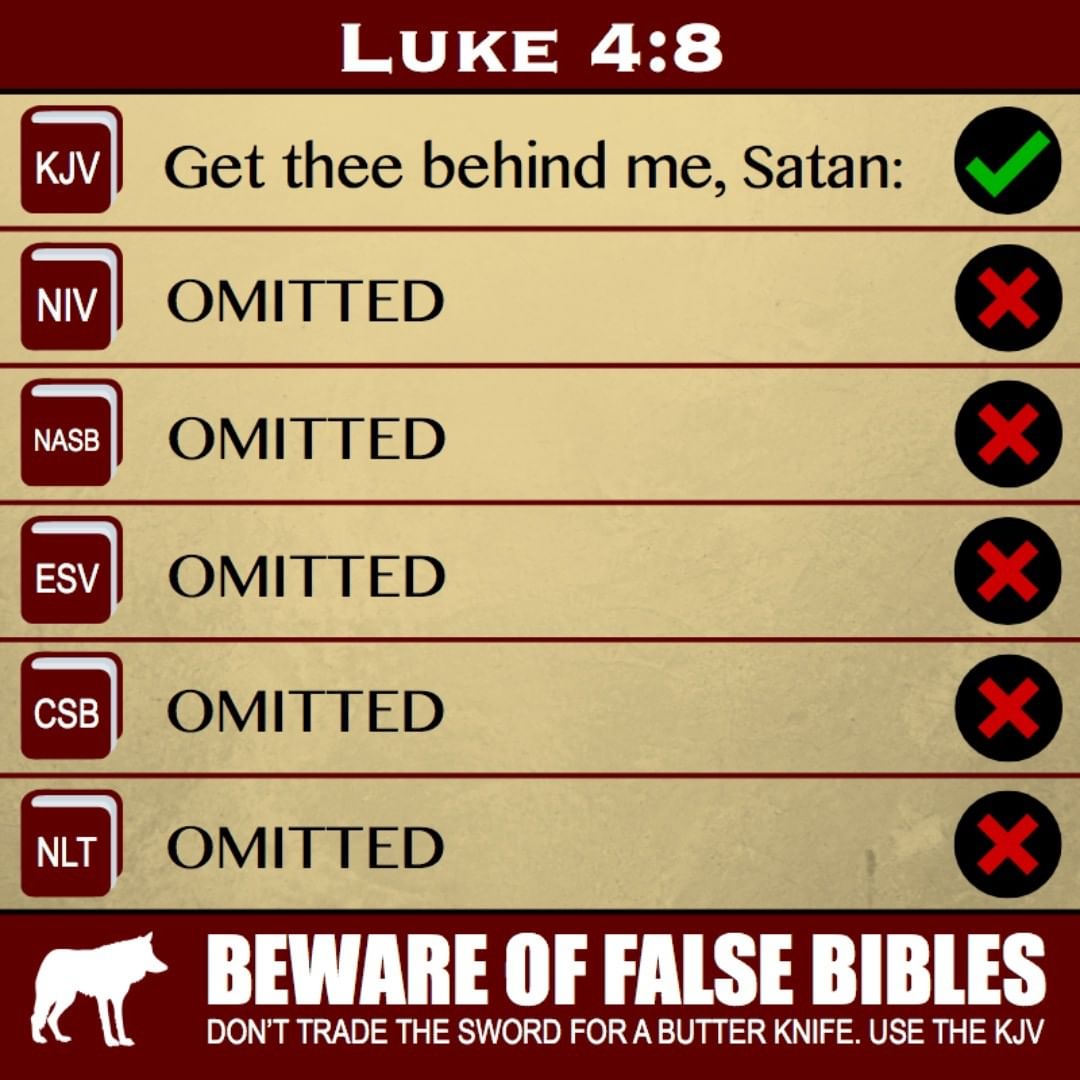 LUKE 4:8
KJV Get thee behind me, Satan:
NIV OMITTED
NASB OMITTED
ESV OMITTED
CSB OMITTED
NLT OMITTED
BEWARE OF FALSE BIBLES
DON'T TRADE THE SWORD FOR A BUTTER KNIFE. USE THE KJV